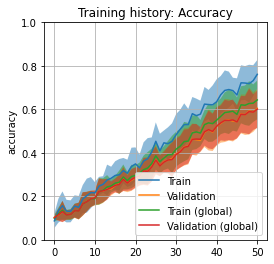 Training history: Accuracy
1.0
0.8
0.6
0.4
0.2
0.0
accuracy
Train
Validation
Train (global)
Validation (global)
0 10 20 30 40 50